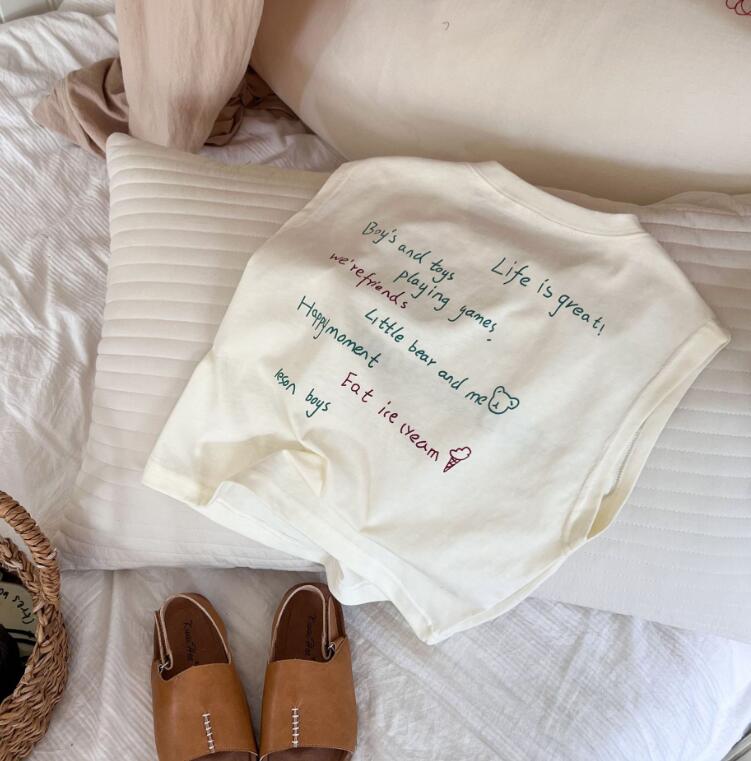 Life is great!
Boy's and toys
playing games.
we're friends
Little bear and me
Happy moment
Eat ice cream
leson boys